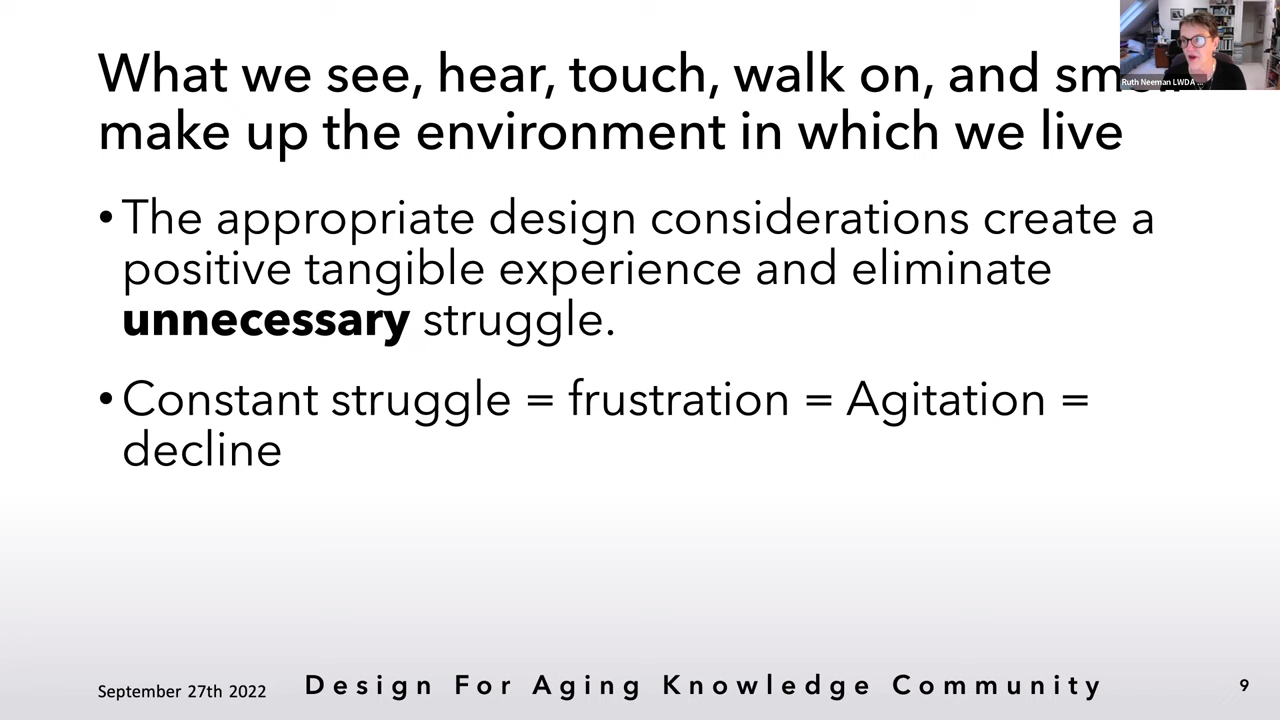 What we see, hear, touch, walk on, and
make up the environment in which we live
Ruth Neeman LWDA ...
• The appropriate design considerations create a
positive tangible experience and eliminate
unnecessary struggle.
• Constant struggle = frustration = Agitation =
decline
September 27th 2022
Design For Aging Knowledge Community
9